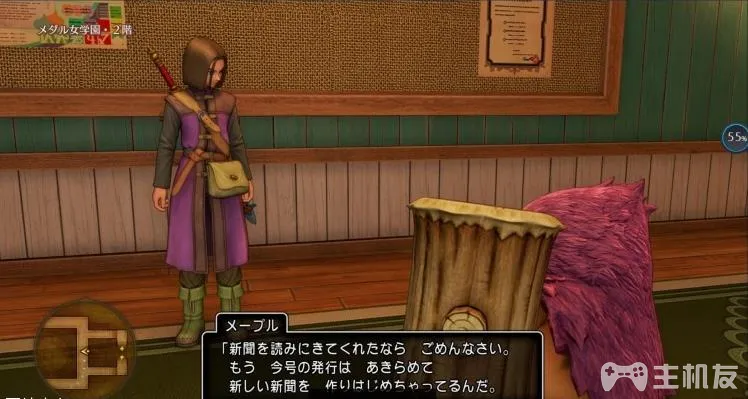 メダル女学園・2階
55%
メープル
「新聞を読みにきてくれたなら ごめんなさい。
もう 今号の発行は あきらめて
新しい新聞を 作りはじめちゃってるんだ。
主机友